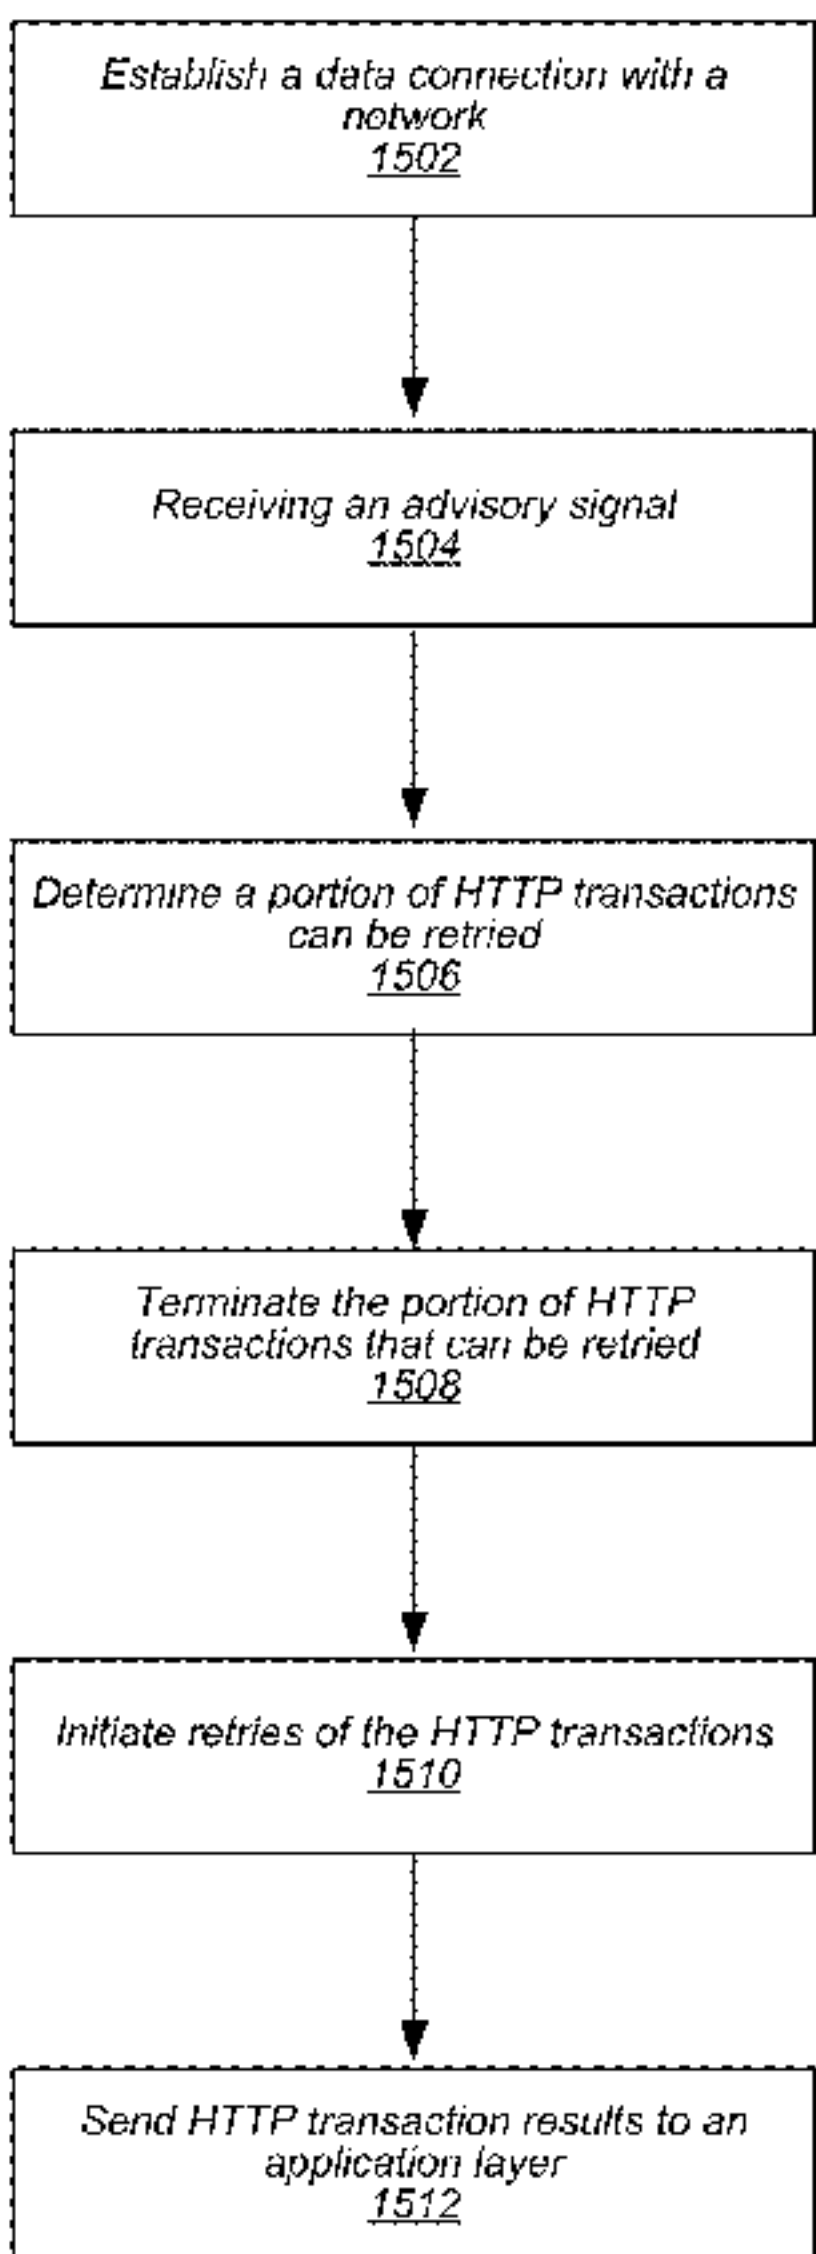 Establish a data connection with a
notwork
1502
Receiving an advisory signal
1504
Determine a portion of HTTP transactions
can be retried
1506
Terminate the portion of HTTP
transactions that can be retried
1508
Initiate retries of the HTTP transactions
1510
Send HTTP transaction results to an
application layer
1512